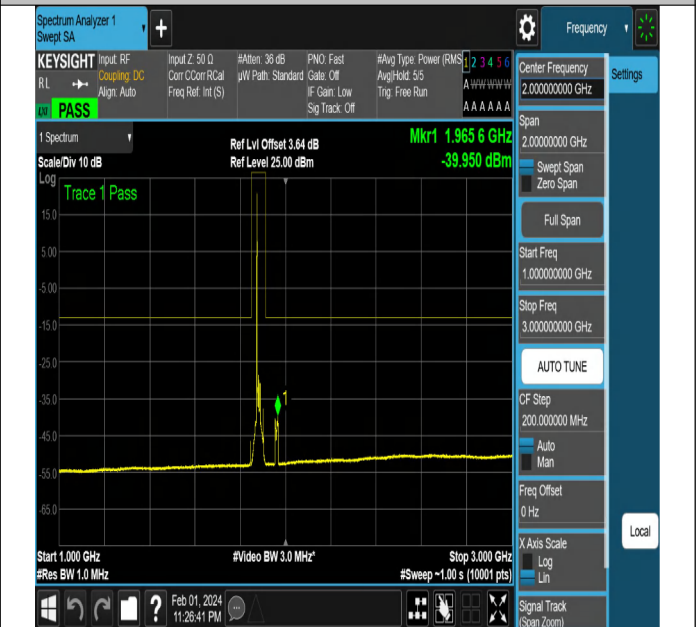 Spectrum Analyzer 1
Swept SA
+
Frequency
KEYSIGHT
Input: RF
Coupling: DC
Align: Auto
Input Z: 50 Ω
Corr CCorr RCal
Freq Ref: Int (S)
#Atten: 36 dB
µW Path: Standard
PNO: Fast
Gate: Off
IF Gain: Low
Sig Track: Off
#Avg Type: Power (RMS
Avg|Hold: 5/5
Trig: Free Run
1 2 3 4 5 6
A W W W W W
A A A A A A
RL
PASS
1 Spectrum
Scale/Div 10 dB
Ref Lvl Offset 3.64 dB
Ref Level 25.00 dBm
Mkr1 1.965 6 GHz
-39.950 dBm
Log
Trace 1 Pass
15.0
5.00
-5.00
-15.0
-25.0
-35.0
-45.0
-55.0
-65.0
1
Start 1.000 GHz
#Res BW 1.0 MHz
#Video BW 3.0 MHz*
Stop 3.000 GHz
#Sweep ~1.00 s (10001 pts)
?
Feb 01, 2024
11:26:41 PM
Center Frequency
2.000000000 GHz
Settings
Span
2.00000000 GHz
Swept Span
Zero Span
Full Span
Start Freq
1.000000000 GHz
Stop Freq
3.000000000 GHz
AUTO TUNE
CF Step
200.000000 MHz
Auto
Man
Freq Offset
0 Hz
Local
X Axis Scale
Log
Lin
Signal Track
(Span Zoom)